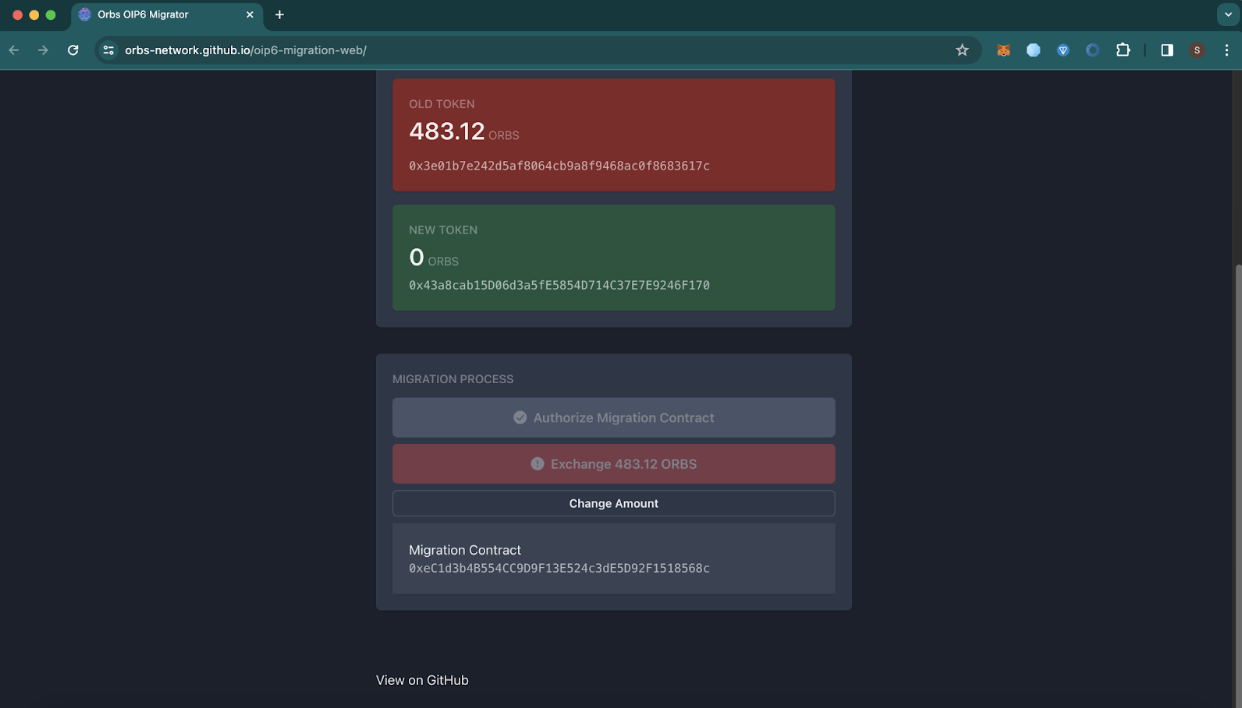 Orbs OIP6 Migrator
orbs-network.github.io/oip6-migration-web/
S
OLD TOKEN
483.12 ORBS
0x3e01b7e242d5af8064cb9a8f9468ac0f8683617c
NEW TOKEN
0 ORBS
0x43a8cab15D06d3a5fE5854D714C37E7E9246F170
MIGRATION PROCESS
Authorize Migration Contract
Exchange 483.12 ORBS
Change Amount
Migration Contract
0xeC1d3b4B554CC9D9F13E524c3dE5D92F1518568c
View on GitHub